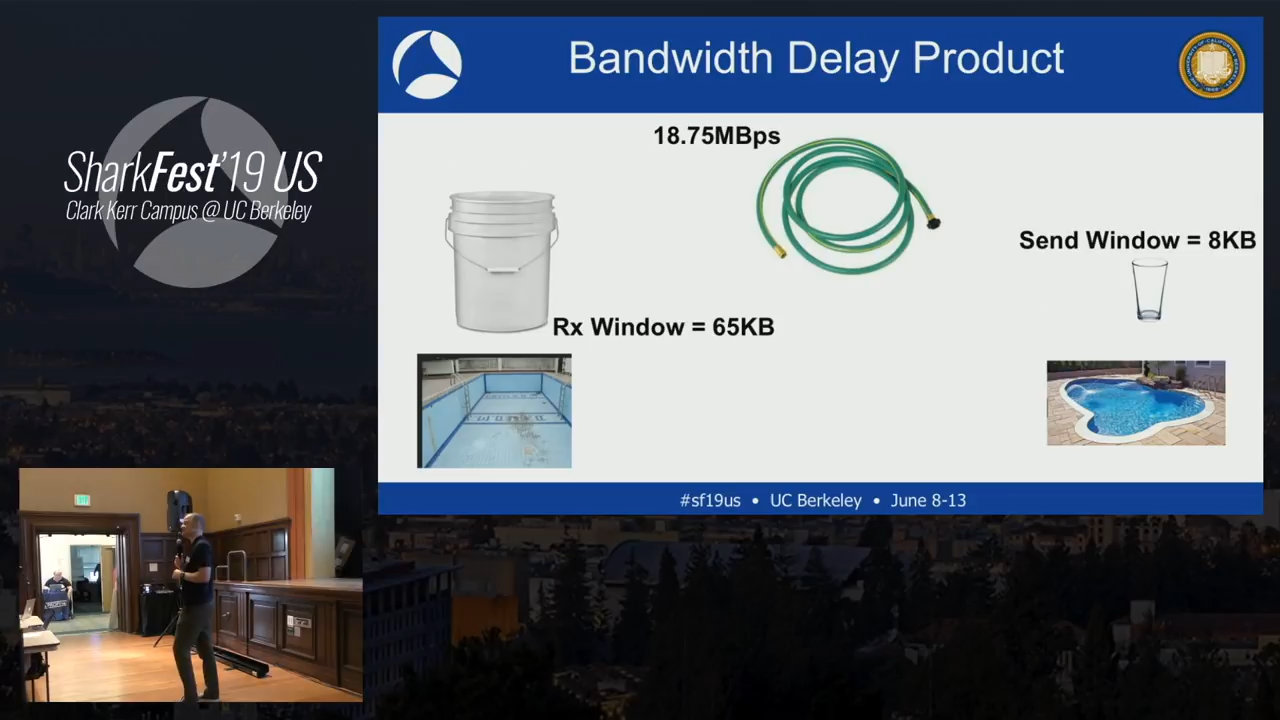 SharkFest'19 US
Clark Kerr Campus @ UC Berkeley
Bandwidth Delay Product
18.75MBps
Send Window = 8KB
Rx Window = 65KB
#sf19us • UC Berkeley • June 8-13